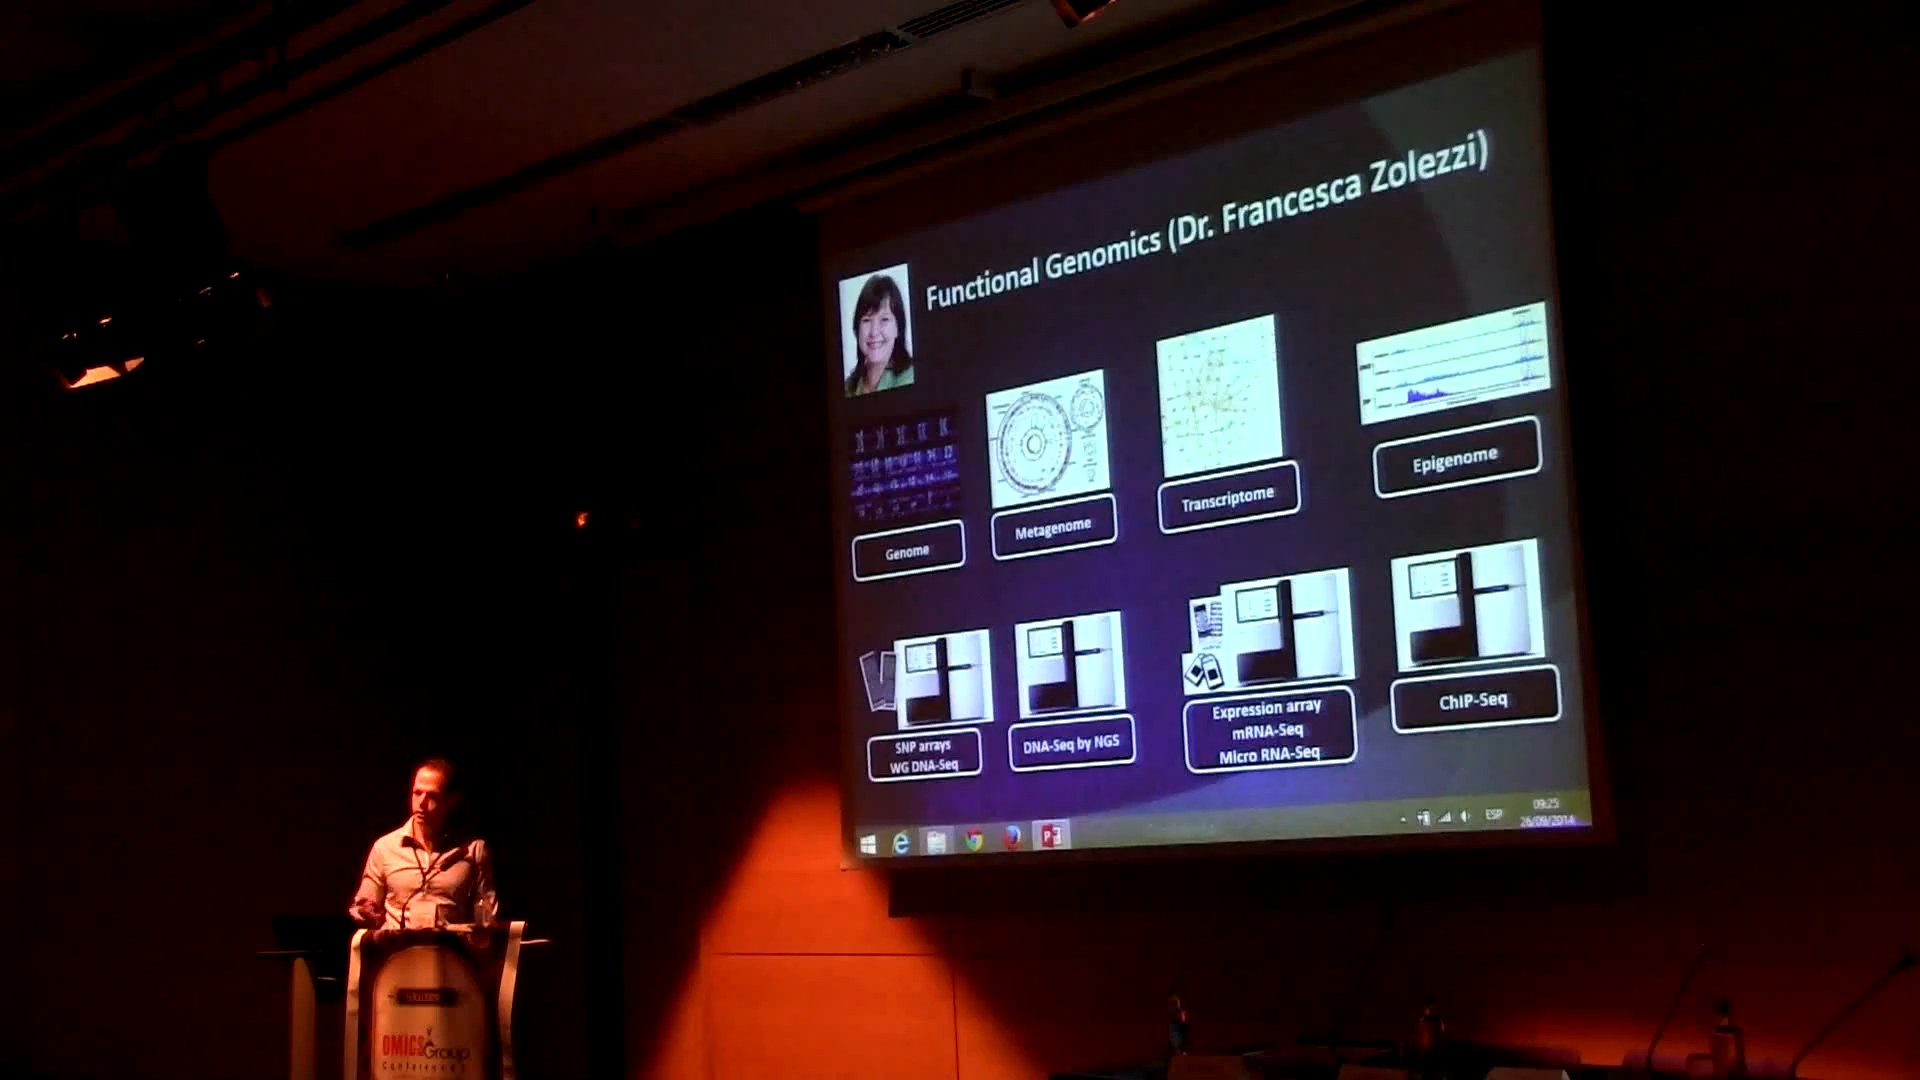 Functional Genomics (Dr. Francesca Zolezzi)
Genome
Metagenome
Transcriptome
Epigenome
SNP arrays
WG DNA-Seq
DNA-Seq by NGS
Expression array
mRNA-Seq
Micro RNA-Seq
ChIP-Seq
ESP
09:25
26/09/2014
OMICS Group
Conferences